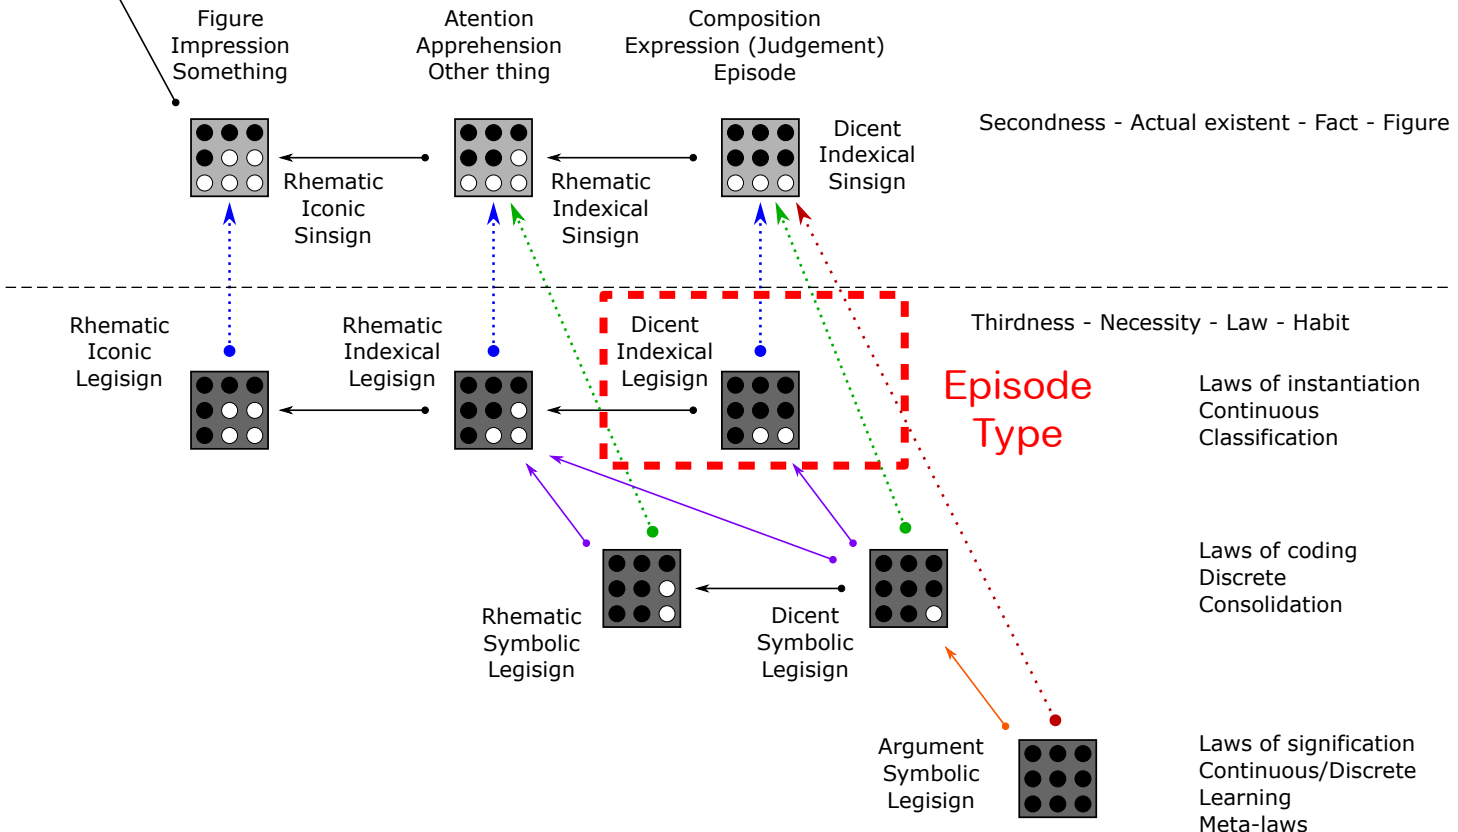 Figure
Impression
Something
Atention
Apprehension
Other thing
Composition
Expression (Judgement)
Episode
Secondness - Actual existent - Fact - Figure
Rhematic
Iconic
Sinsign
Rhematic
Indexical
Sinsign
Dicent
Indexical
Sinsign
Thirdness - Necessity - Law - Habit
Rhematic
Iconic
Legisign
Rhematic
Indexical
Legisign
Dicent
Indexical
Legisign
Episode
Type
Laws of instantiation
Continuous
Classification
Rhematic
Symbolic
Legisign
Dicent
Symbolic
Legisign
Laws of coding
Discrete
Consolidation
Argument
Symbolic
Legisign
Laws of signification
Continuous/Discrete
Learning
Meta-laws